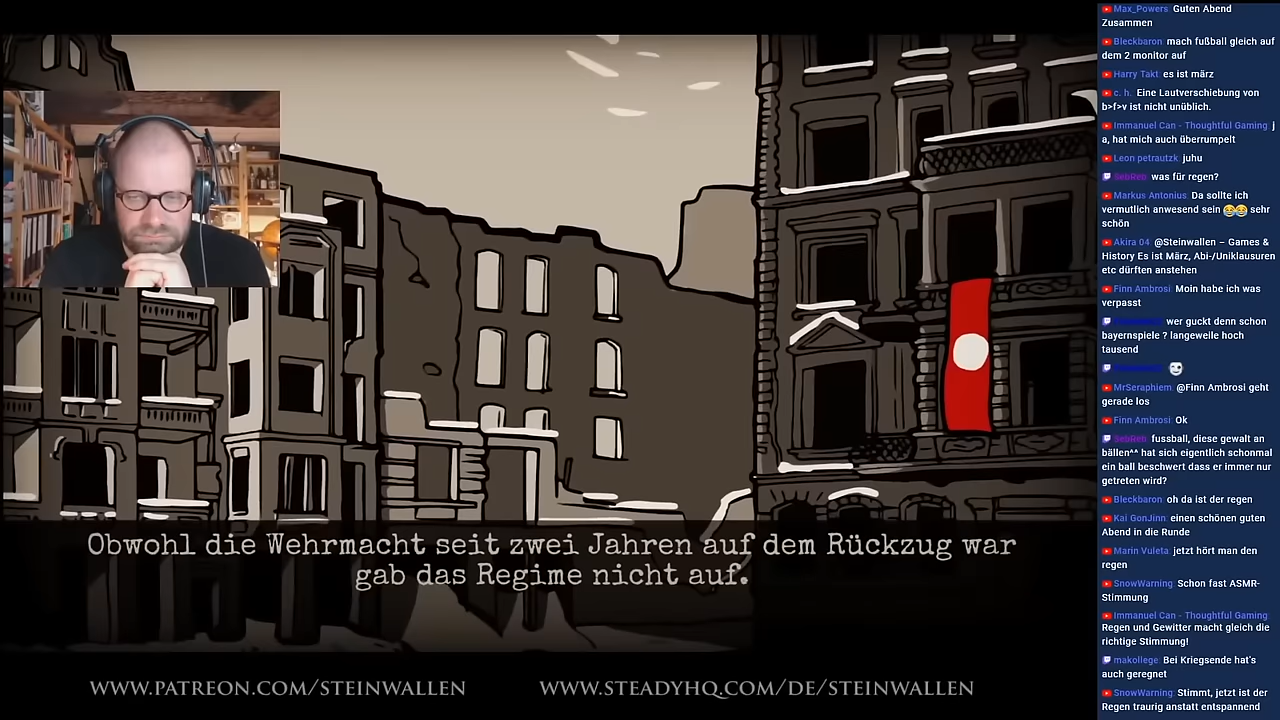 Obwohl die Wehrmacht seit zwei Jahren auf dem Rückzug war
gab das Regime nicht auf.
WWW.PATREON.COM/STEINWALLEN
WWW.STEADYHQ.COM/DE/STEINWALLEN
Max_Powers Guten Abend
Zusammen
Bleckbaron mach fußball gleich auf
dem 2 monitor auf
Harry Takt: es ist märz
c. h. Eine Lautverschiebung von
b>f>v ist nicht unüblich.
Immanuel Can - Thoughtful Gaming j
a, hat mich auch überrumpelt
Leon petrautzk juhu
SebReb was für regen?
Markus Antonius Da sollte ich
vermutlich anwesend sein 😂😂 sehr
schön
Akira 04 @Steinwallen – Games &
History Es ist März, Abi-/Uniklausuren
etc dürften anstehen
Finn Ambrosi Moin habe ich was
verpasst
wer guckt denn schon
bayernspiele ? langeweile hoch
tausend
MrSeraphiem: @Finn Ambrosi geht
gerade los
Finn Ambrosi Ok
SebReb fussball, diese gewalt an
bällen^^ hat sich eigentlich schonmal
ein ball beschwert dass er immer nur
getreten wird?
Bleckbaron oh da ist der regen
Kai GonJinn einen schönen guten
Abend in die Runde
Marin Vuleta jetzt hört man den
regen
SnowWarning Schon fast ASMR-
Stimmung
Immanuel Can - Thoughtful Gaming
Regen und Gewitter macht gleich die
richtige Stimmung!
makollege: Bei Kriegsende hat's
auch geregnet
SnowWarning: Stimmt, jetzt ist der
Regen traurig anstatt entspannend